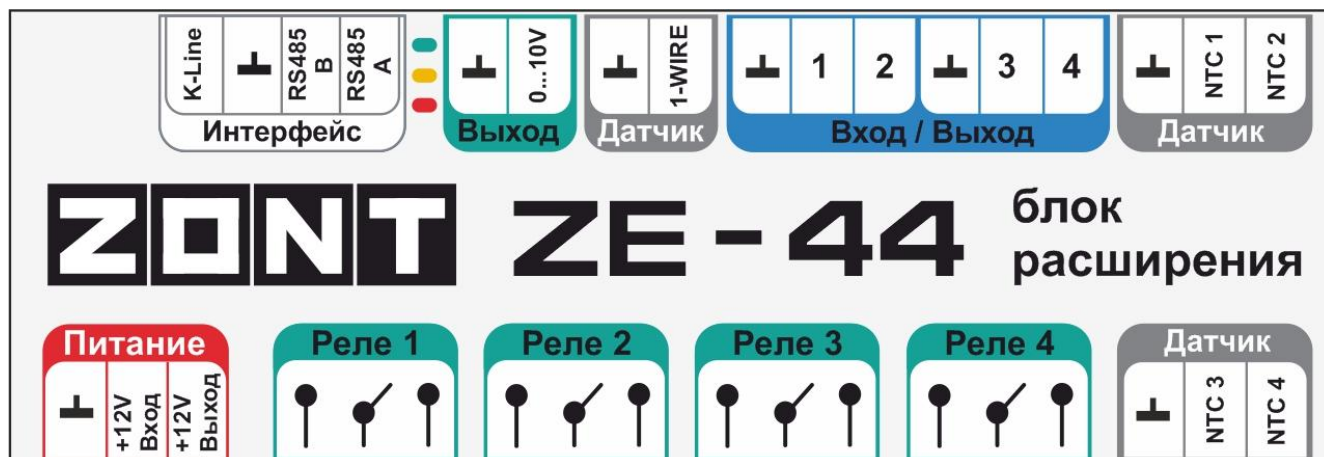 K-Line
RS485 B
RS485 A
0...10V
1-WIRE
1 2 3 4
NTC 1
NTC 2
Интерфейс Выход Датчик Вход / Выход Датчик
ZONT ZE-44 блок
расширения
Питание Реле 1 Реле 2 Реле 3 Реле 4 Датчик
+12V Вход
+12V Выход
NTC 3
NTC 4